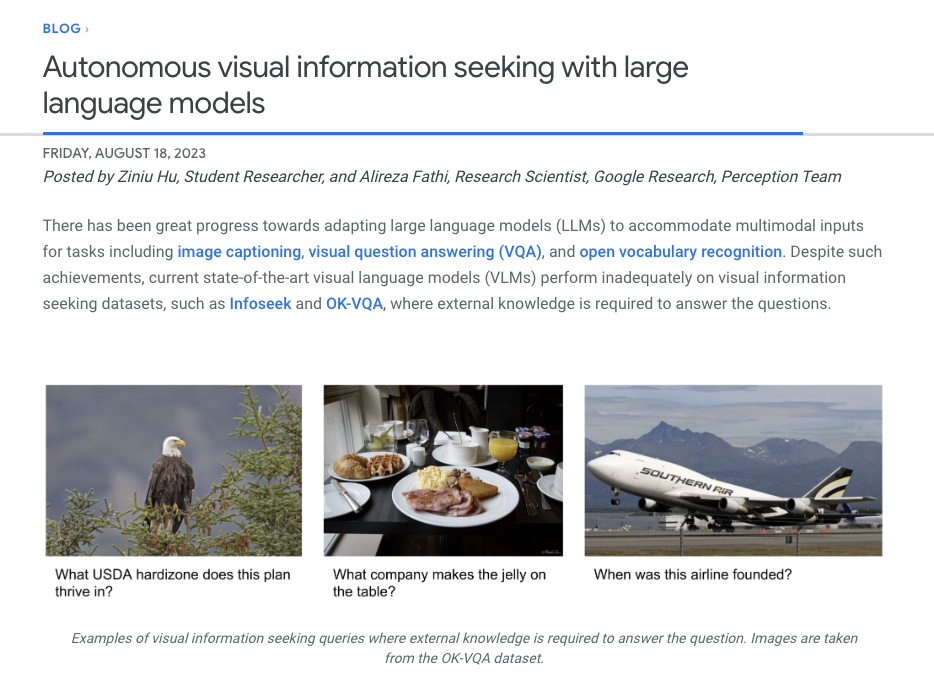 BLOG ›
Autonomous visual information seeking with large
language models
FRIDAY, AUGUST 18, 2023
Posted by Ziniu Hu, Student Researcher, and Alireza Fathi, Research Scientist, Google Research, Perception Team
There has been great progress towards adapting large language models (LLMs) to accommodate multimodal inputs
for tasks including image captioning, visual question answering (VQA), and open vocabulary recognition. Despite such
achievements, current state-of-the-art visual language models (VLMs) perform inadequately on visual information
seeking datasets, such as Infoseek and OK-VQA, where external knowledge is required to answer the questions.
SOUTHERN AIR
What USDA hardizone does this plan
thrive in?
What company makes the jelly on
the table?
When was this airline founded?
Examples of visual information seeking queries where external knowledge is required to answer the question. Images are taken
from the OK-VQA dataset.